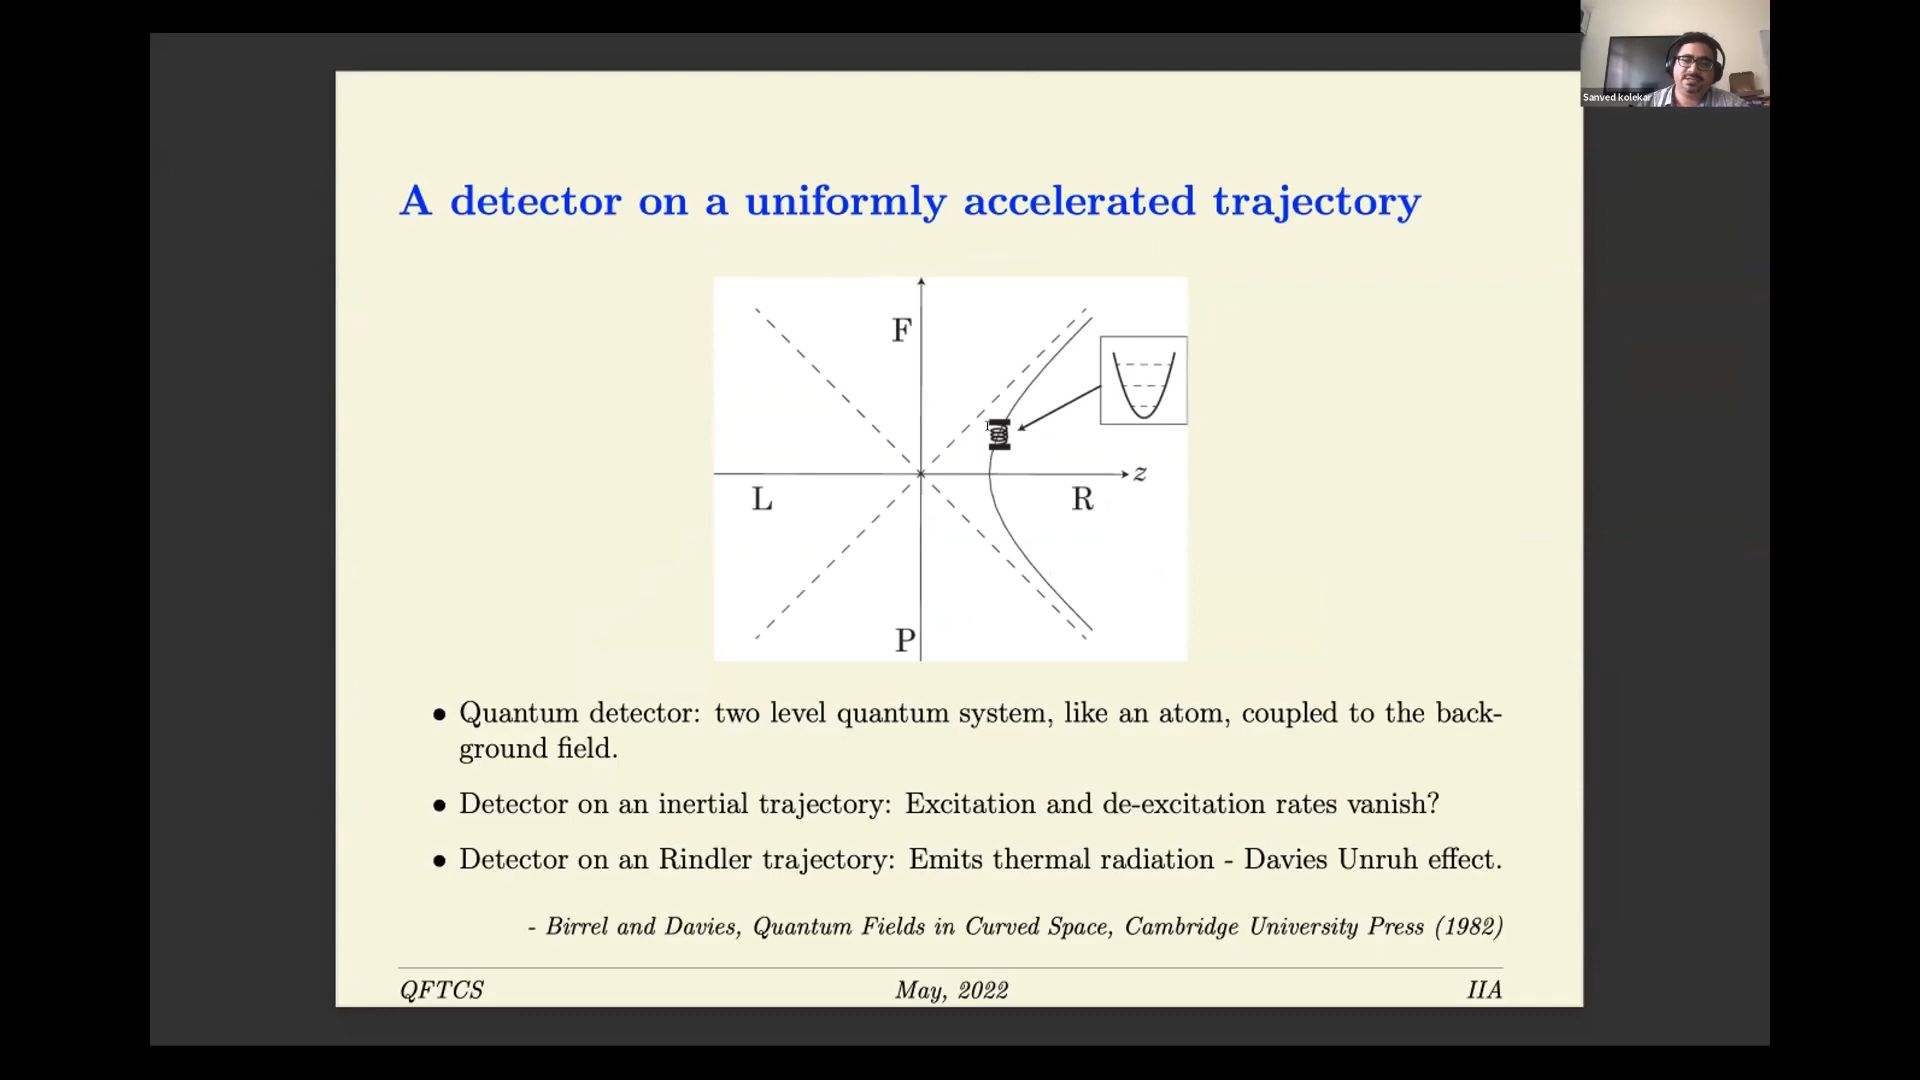 Sanved kolekar
A detector on a uniformly accelerated trajectory
F
z
L
R
P
• Quantum detector: two level quantum system, like an atom, coupled to the back-
ground field.
• Detector on an inertial trajectory: Excitation and de-excitation rates vanish?
• Detector on an Rindler trajectory: Emits thermal radiation - Davies Unruh effect.
- Birrel and Davies, Quantum Fields in Curved Space, Cambridge University Press (1982)
QFTCS May, 2022 IIA